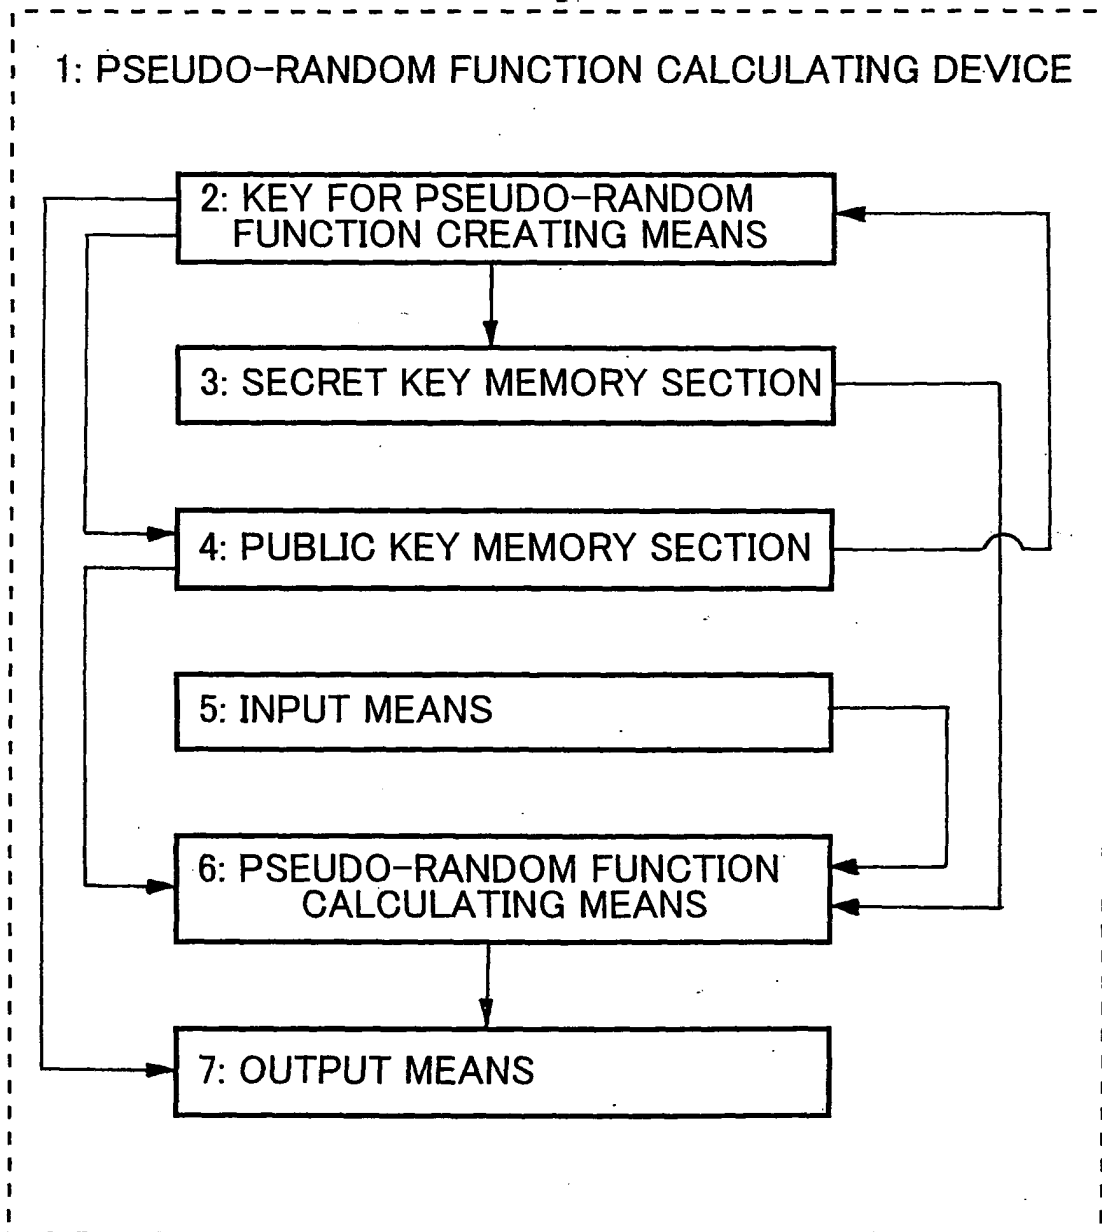 1: PSEUDO-RANDOM FUNCTION CALCULATING DEVICE
2: KEY FOR PSEUDO-RANDOM
FUNCTION CREATING MEANS
3: SECRET KEY MEMORY SECTION
4: PUBLIC KEY MEMORY SECTION
5: INPUT MEANS
6: PSEUDO-RANDOM FUNCTION
CALCULATING MEANS
7: OUTPUT MEANS